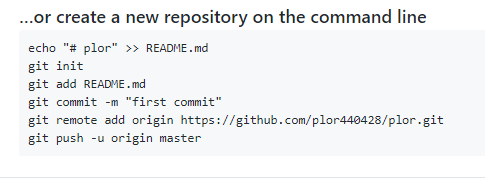 …or create a new repository on the command line
echo "# plor" >> README.md
git init
git add README.md
git commit -m "first commit"
git remote add origin https://github.com/plor440428/plor.git
git push -u origin master